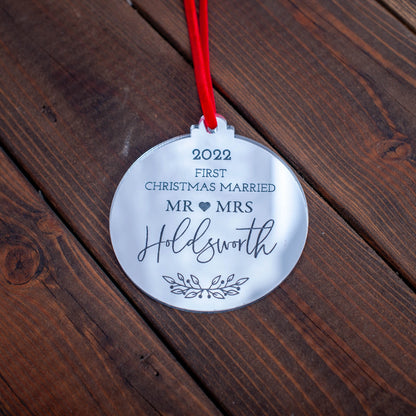 2022
FIRST
CHRISTMAS MARRIED
MR ♥ MRS
Holdsworth